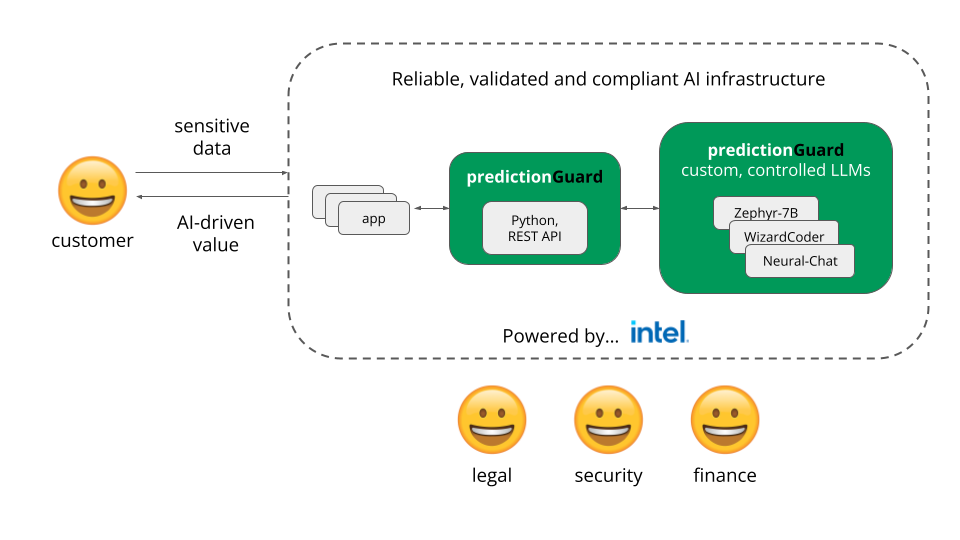 Reliable, validated and compliant AI infrastructure
sensitive
data
AI-driven
value
customer
app
predictionGuard
Python,
REST API
predictionGuard
custom, controlled LLMs
Zephyr-7B
WizardCoder
Neural-Chat
Powered by... intel.
legal
security
finance